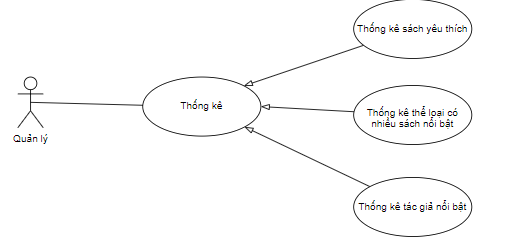 Thống kê sách yêu thích
Thống kê
Thống kê thể loại có
nhiều sách nổi bật
Quản lý
Thống kê tác giả nổi bật